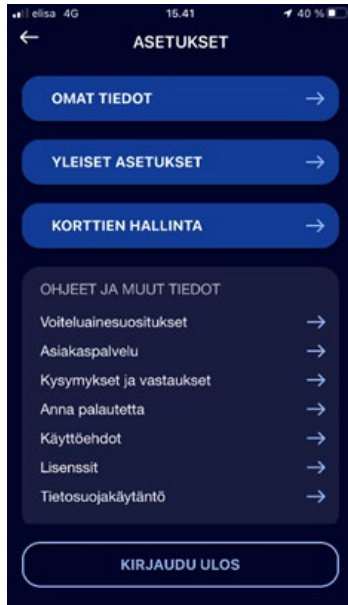 elisa 4G 15.41 40 %
ASETUKSET
OMAT TIEDOT
YLEISET ASETUKSET
KORTTIEN HALLINTA
OHJEET JA MUUT TIEDOT
Voiteluainesuositukset
Asiakaspalvelu
Kysymykset ja vastaukset
Anna palautetta
Käyttöehdot
Lisenssit
Tietosuojakäytäntö
KIRJAUDU ULOS